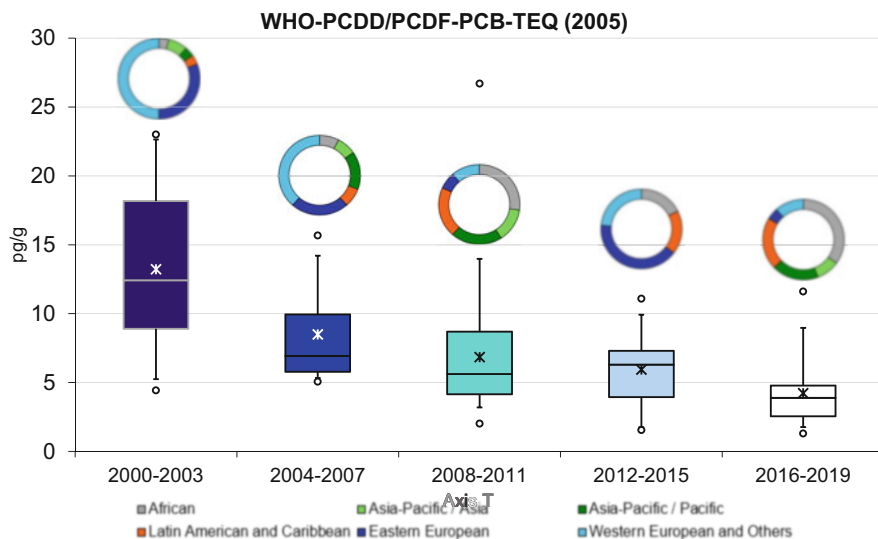 WHO-PCDD/PCDF-PCB-TEQ (2005)
30
25
20
15
10
5
0
pg/g
2000-2003 2004-2007 2008-2011 2012-2015 2016-2019
Axis T
African Asia-Pacific / Asia Asia-Pacific / Pacific
Latin American and Caribbean Eastern European Western European and Others